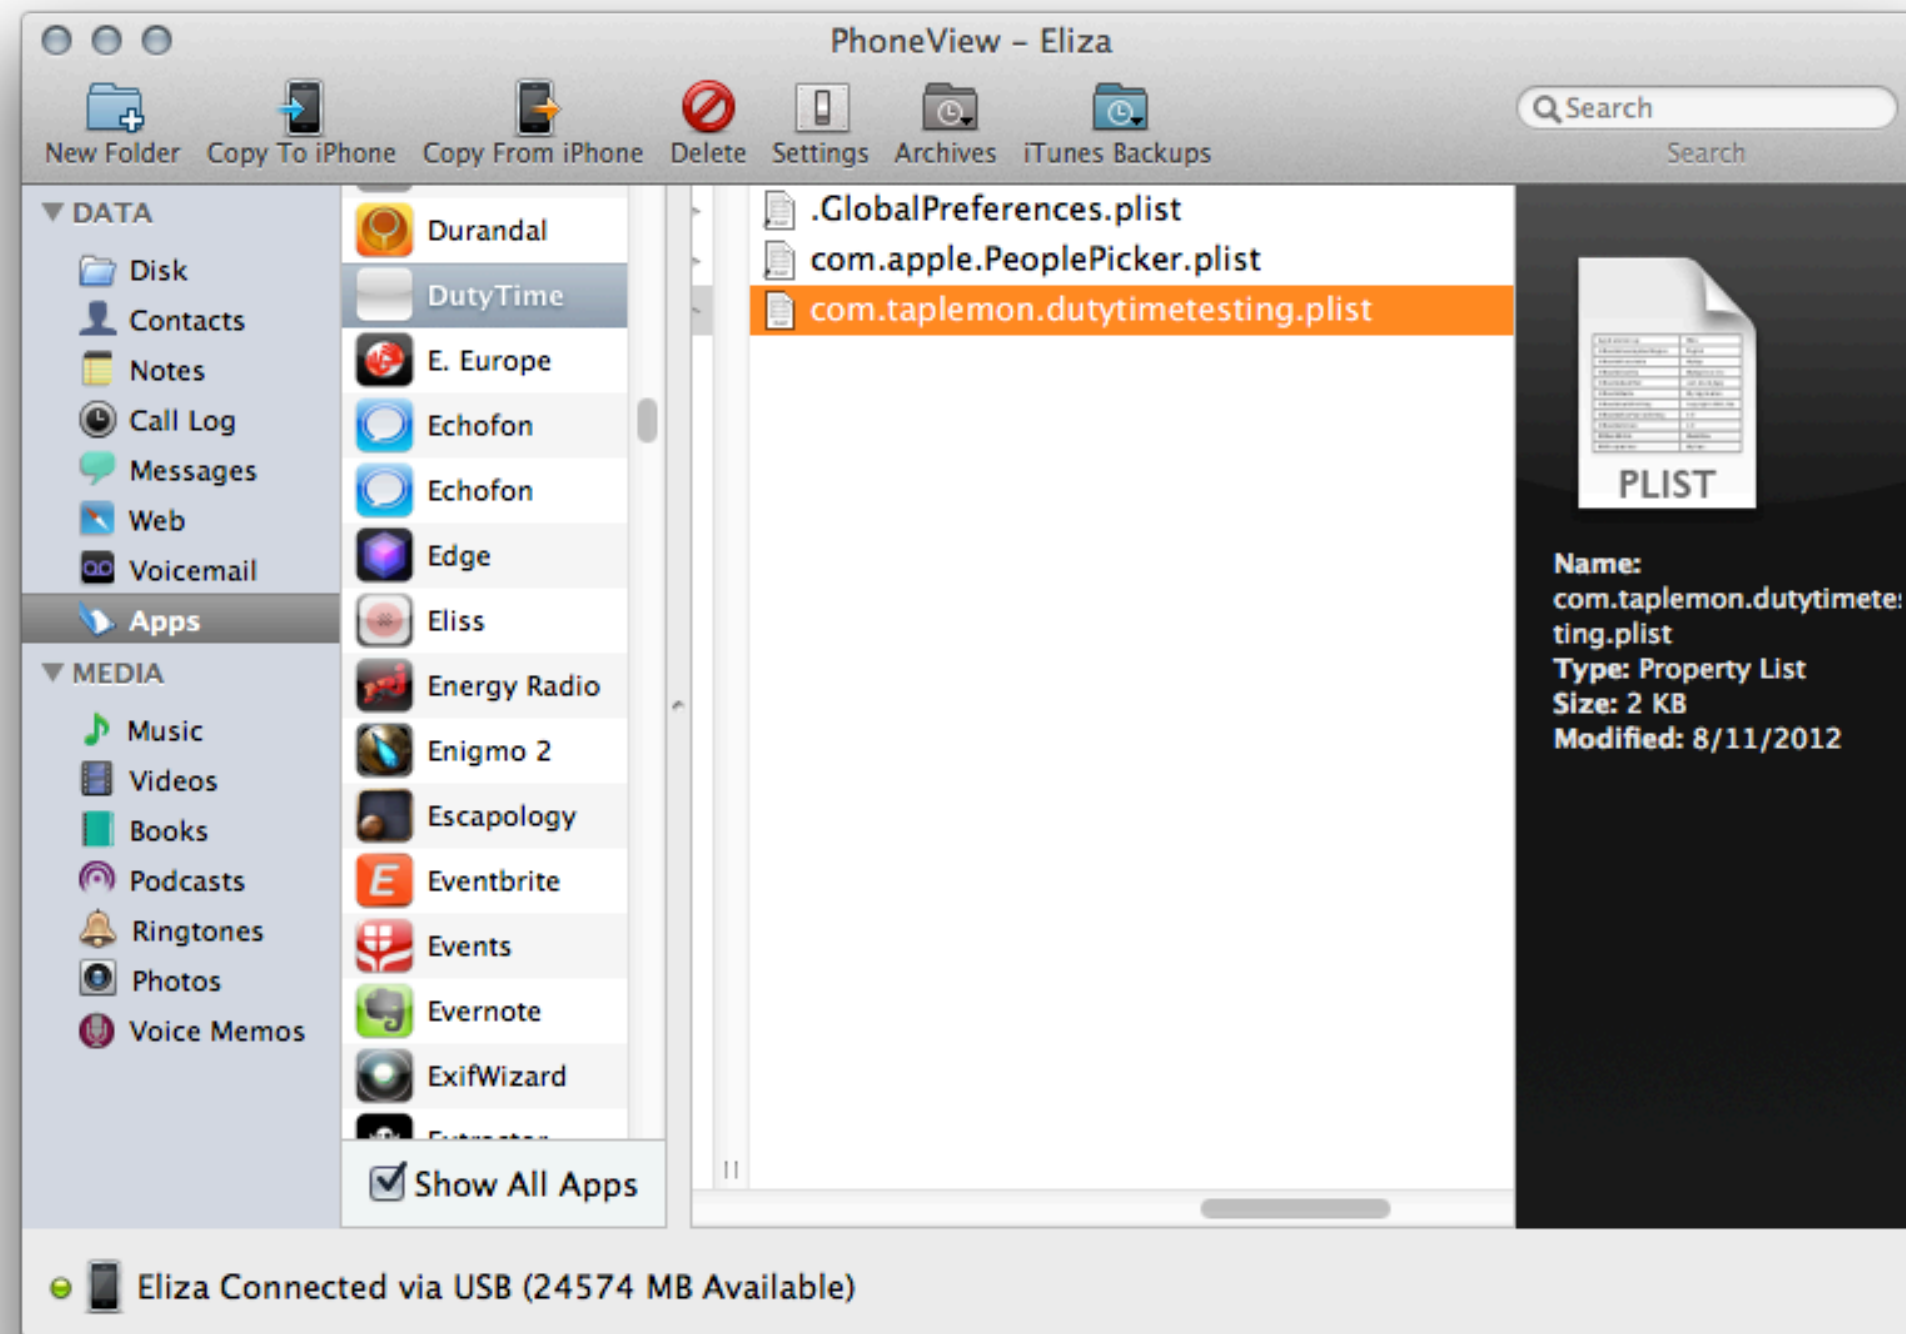 PhoneView – Eliza
New Folder
Copy To iPhone
Copy From iPhone
Delete
Settings
Archives
iTunes Backups
Search
Search
DATA
Disk
Contacts
Notes
Call Log
Messages
Web
Voicemail
Apps
MEDIA
Music
Videos
Books
Podcasts
Ringtones
Photos
Voice Memos
Durandal
DutyTime
E. Europe
Echofon
Echofon
Edge
Eliss
Energy Radio
Enigmo 2
Escapology
Eventbrite
Events
Evernote
ExifWizard
Show All Apps
.GlobalPreferences.plist
com.apple.PeoplePicker.plist
com.taplemon.dutytimetesting.plist
PLIST
Name:
com.taplemon.dutytimetes
ting.plist
Type: Property List
Size: 2 KB
Modified: 8/11/2012
Eliza Connected via USB (24574 MB Available)